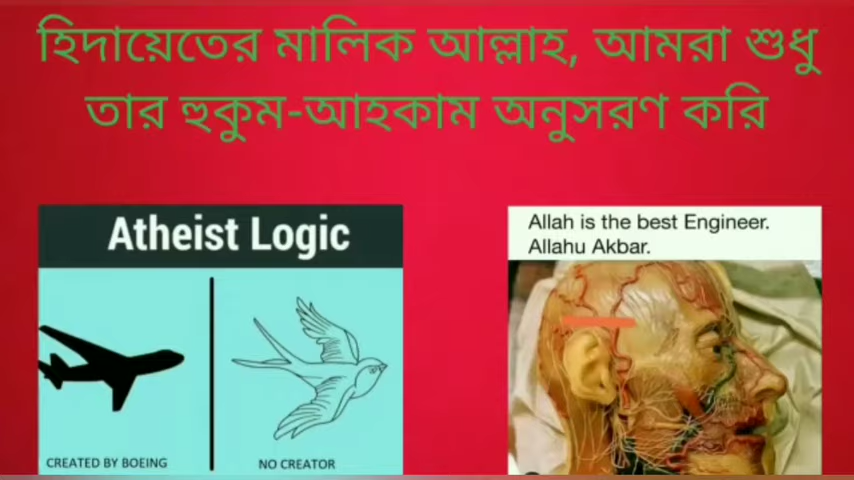 হিদায়েতের মালিক আল্লাহ, আমরা শুধু
তার হুকুম-আহকাম অনুসরণ করি
Atheist Logic
CREATED BY BOEING
NO CREATOR
Allah is the best Engineer.
Allahu Akbar.